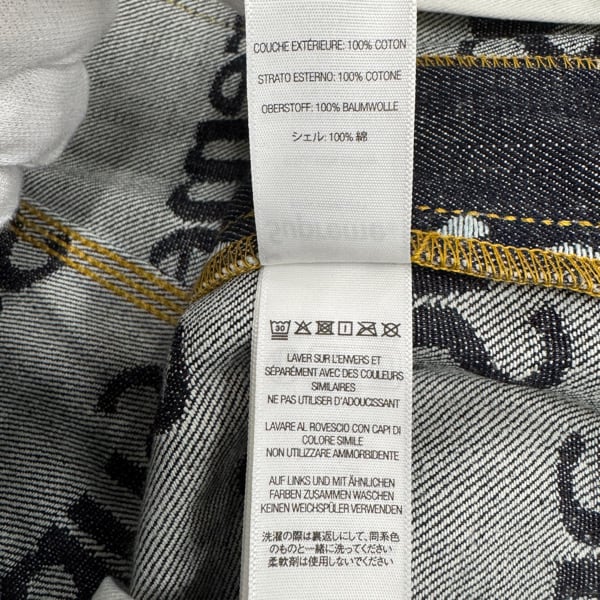 COUCHE EXTÉRIEURE: 100% COTON
STRATO ESTERNO: 100% COTONE
OBERSTOFF: 100% BAUMWOLLE
シェル: 100% 綿
30
LAVER SUR L'ENVERS ET
SÉPARÉMENT AVEC DES COULEURS
SIMILAIRES
NE PAS UTILISER D'ADOUCISSANT
LAVARE AL ROVESCIO CON CAPI DI
COLORE SIMILE
NON UTILIZZARE AMMORBIDENTE
AUF LINKS UND MIT ÄHNLICHEN
FARBEN ZUSAMMEN WASCHEN
KEINEN WEICHSPÜLER VERWENDEN
洗濯の際は裏返しにして、同系色
のものと一緒に洗ってください
柔軟剤は使用しないでください